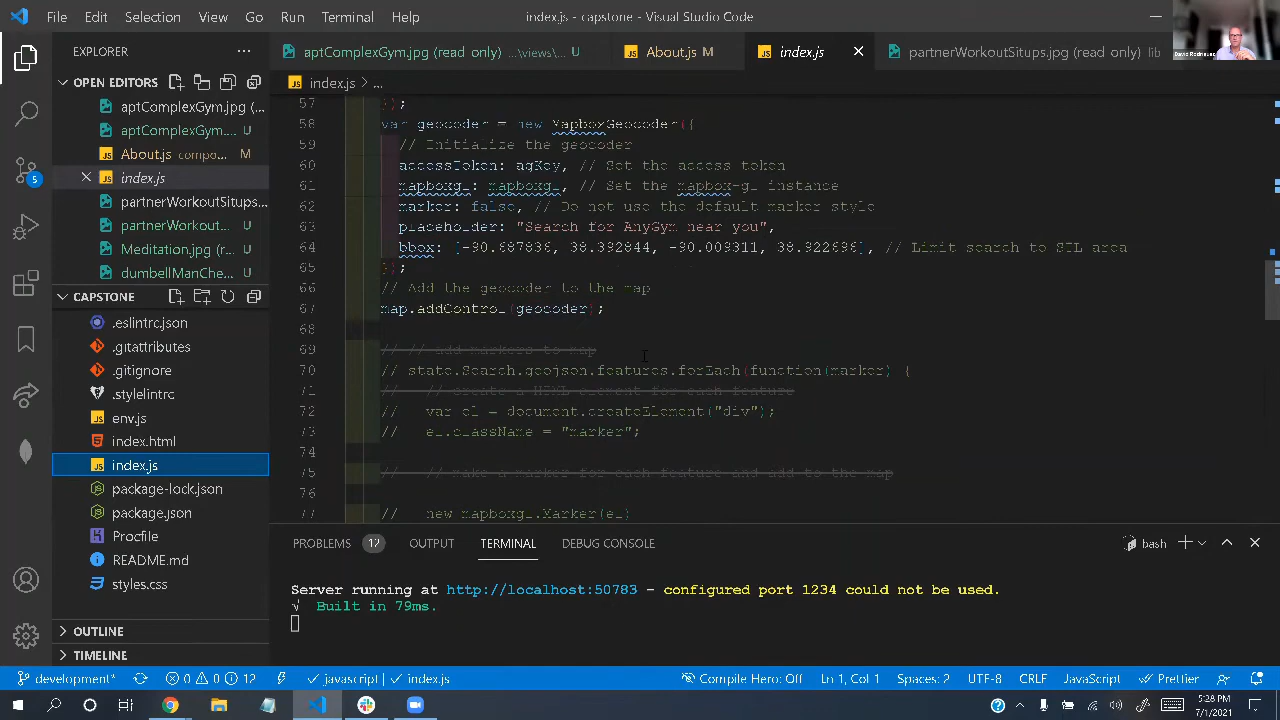 File Edit Selection View Go Run Terminal Help
index.js - capstone - Visual Studio Code
David Rodriguez
EXPLORER
aptComplexGym.jpg (read only) ...\views\... U
About.js M
index.js
partnerWorkoutSitups.jpg (read only) lib
OPEN EDITORS
aptComplexGym.jpg (...
aptComplexGym.... U
About.js compo... M
index.js
partnerWorkoutSitups...
partnerWorkout... U
Meditation.jpg (r... U
dumbellManChe... U
CAPSTONE
.eslintrc.json
.gitattributes
.gitignore
.stylelintrc
env.js
index.html
index.js
package-lock.json
package.json
Procfile
README.md
styles.css
OUTLINE
TIMELINE
5
index.js > ...
57 });
58 var geocoder = new MapboxGeocoder({
59 // Initialize the geocoder
60 accessToken: agKey, // Set the access token
61 mapboxgl: mapboxgl, // Set the mapbox-gl instance
62 marker: false, // Do not use the default marker style
63 placeholder: "Search for AnyGym near you",
64 bbox: [-90.687836, 38.392844, -90.009311, 38.922696], // Limit search to STL area
65 });
66 // Add the geocoder to the map
67 map.addControl(geocoder);
68
69 // // add markers to map
70 // state.Search.geojson.features.forEach(function(marker) {
71 // // create a HTML element for each feature
72 // var el = document.createElement("div");
73 // el.className = "marker";
74
75 // // make a marker for each feature and add to the map
76
77 // new mapboxgl.Marker(el)
PROBLEMS 12 OUTPUT TERMINAL DEBUG CONSOLE
bash
Server running at http://localhost:50783 - configured port 1234 could not be used.
√ Built in 79ms.
development* 0 0 12 javascript index.js
Compile Hero: Off Ln 1, Col 1 Spaces: 2 UTF-8 CRLF JavaScript Prettier
5:28 PM
7/1/2021